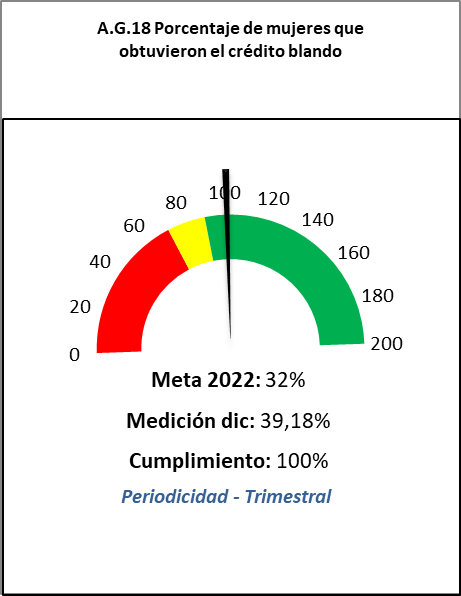 A.G.18 Porcentaje de mujeres que
obtuvieron el crédito blando
0
20
40
60
80
100
120
140
160
180
200
Meta 2022: 32%
Medición dic: 39,18%
Cumplimiento: 100%
Periodicidad - Trimestral